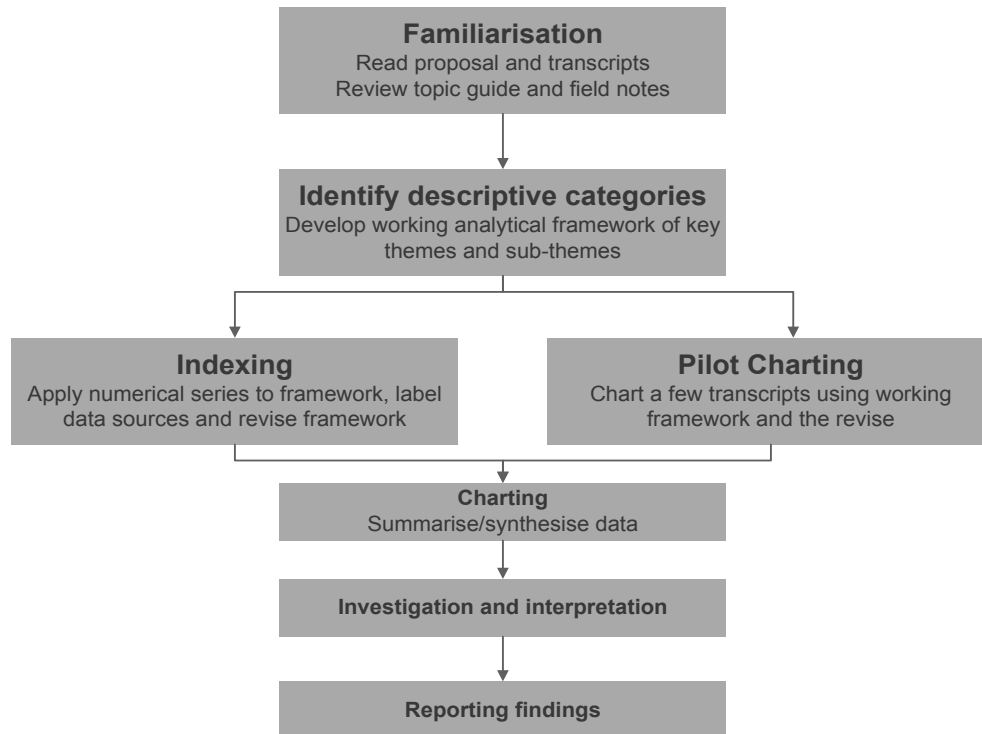 Familiarisation
Read proposal and transcripts
Review topic guide and field notes
Identify descriptive categories
Develop working analytical framework of key
themes and sub-themes
Indexing
Apply numerical series to framework, label
data sources and revise framework
Pilot Charting
Chart a few transcripts using working
framework and the revise
Charting
Summarise/synthesise data
Investigation and interpretation
Reporting findings